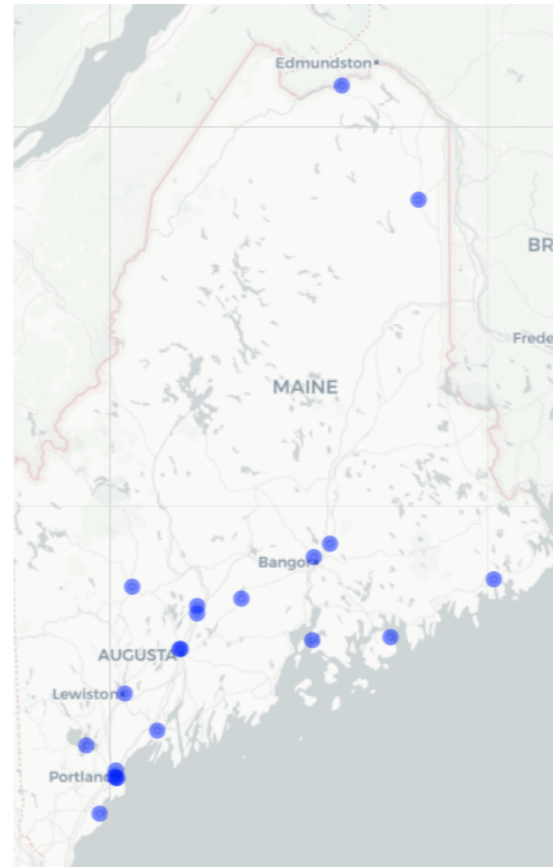 Edmundston
BR
Frede
MAINE
Bangor
AUGUSTA
Lewiston
Portland